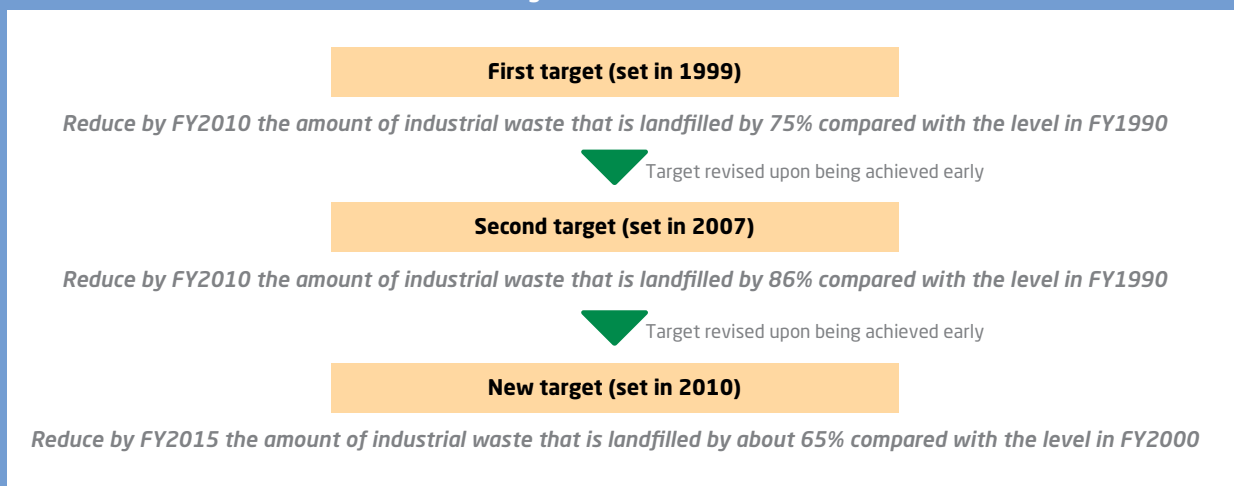 First target (set in 1999)
Reduce by FY2010 the amount of industrial waste that is landfilled by 75% compared with the level in FY1990
Target revised upon being achieved early
Second target (set in 2007)
Reduce by FY2010 the amount of industrial waste that is landfilled by 86% compared with the level in FY1990
Target revised upon being achieved early
New target (set in 2010)
Reduce by FY2015 the amount of industrial waste that is landfilled by about 65% compared with the level in FY2000